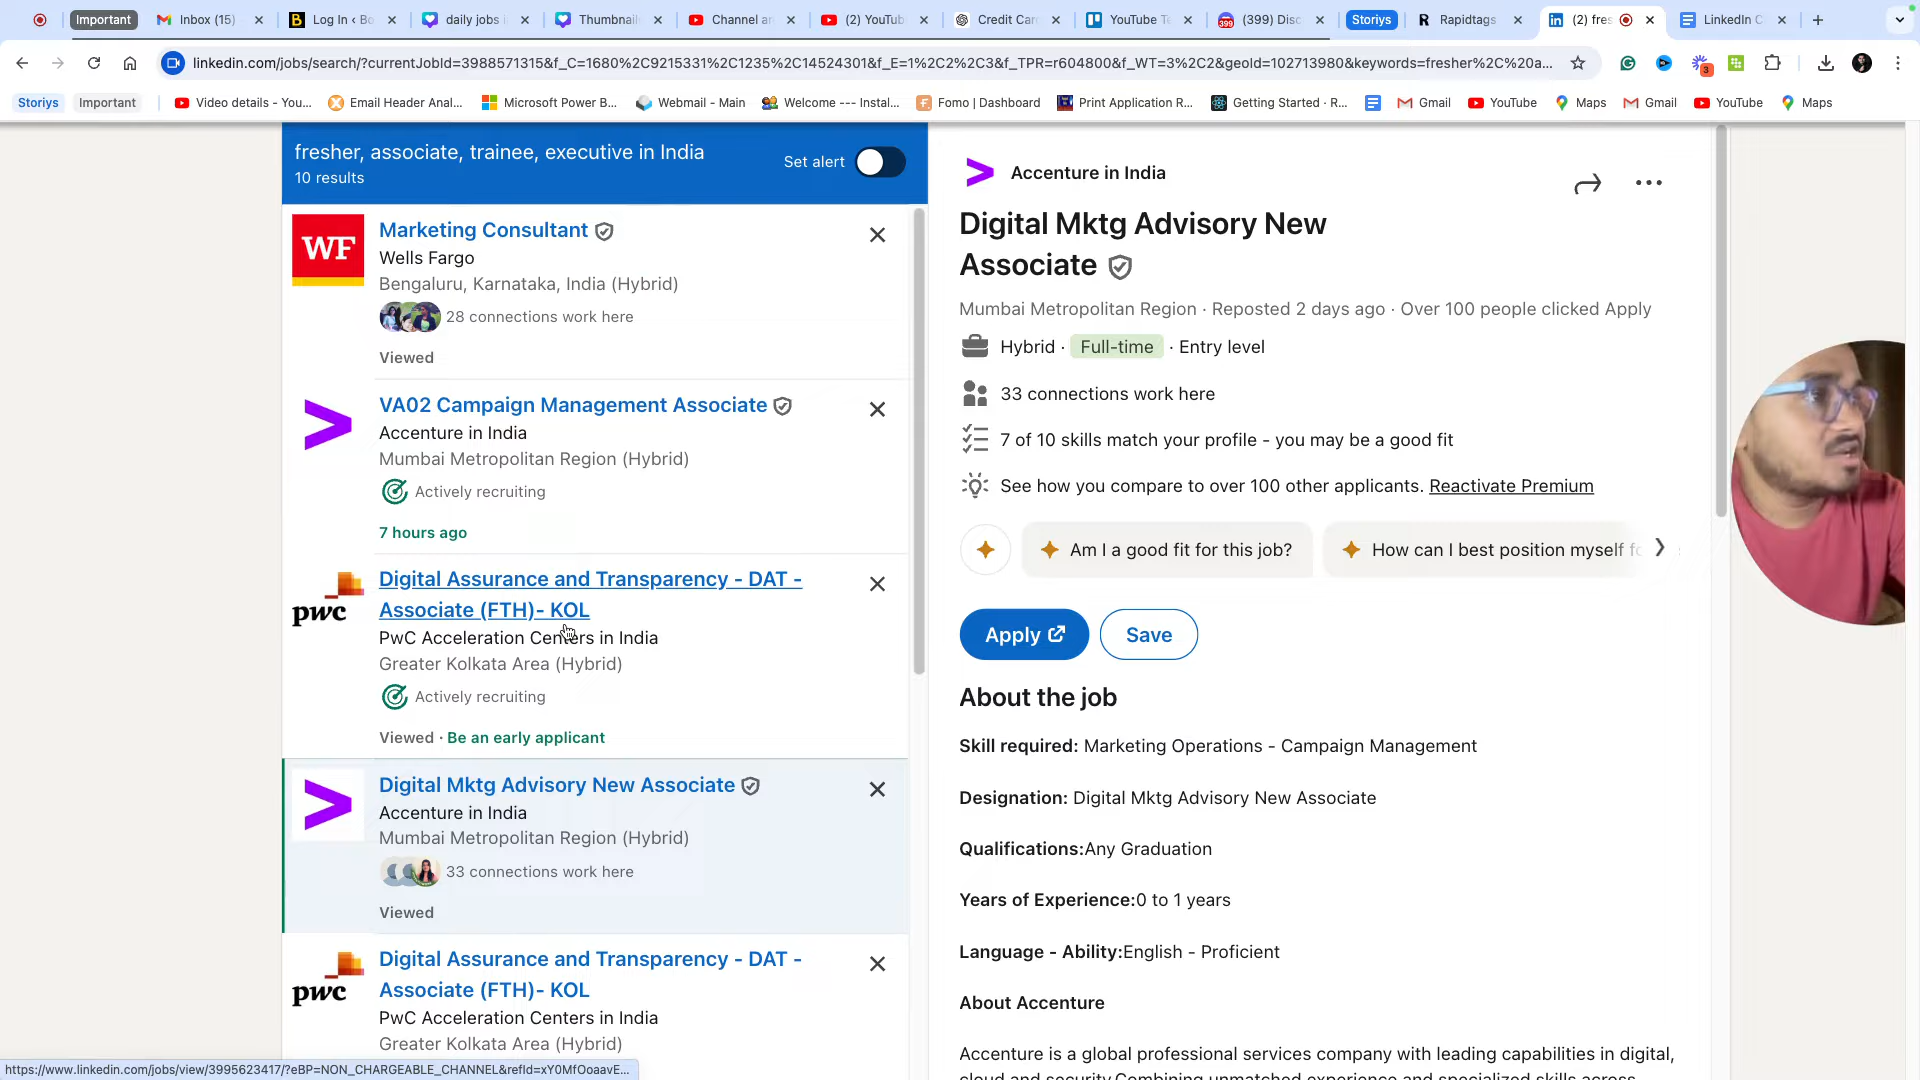 Important
Inbox (15)
Log In ‹ Bo
daily jobs i
Thumbnail
Channel an
(2) YouTub
Credit Car
YouTube T
(399) Disc
Storiys
Rapidtags
(2) fres
LinkedIn C
linkedin.com/jobs/search/?currentJobId=3988571315&f_C=1680%2C9215331%2C1235%2C14524301&f_E=1%2C2%2C3&f_TPR=r604800&f_WT=3%2C2&geoId=102713980&keywords=fresher%2C%20a...
3
Storiys
Important
Video details - You...
Email Header Anal...
Microsoft Power B...
Webmail - Main
Welcome --- Instal...
Fomo | Dashboard
Print Application R...
Getting Started · R...
Gmail
YouTube
Maps
Gmail
YouTube
Maps
fresher, associate, trainee, executive in India
10 results
Set alert
WF
Marketing Consultant
Wells Fargo
Bengaluru, Karnataka, India (Hybrid)
28 connections work here
Viewed
VA02 Campaign Management Associate
Accenture in India
Mumbai Metropolitan Region (Hybrid)
Actively recruiting
7 hours ago
pwc
Digital Assurance and Transparency - DAT -
Associate (FTH)- KOL
PwC Acceleration Centers in India
Greater Kolkata Area (Hybrid)
Actively recruiting
Viewed · Be an early applicant
Digital Mktg Advisory New Associate
Accenture in India
Mumbai Metropolitan Region (Hybrid)
33 connections work here
Viewed
pwc
Digital Assurance and Transparency - DAT -
Associate (FTH)- KOL
PwC Acceleration Centers in India
Greater Kolkata Area (Hybrid)
https://www.linkedin.com/jobs/view/3995623417/?eBP=NON_CHARGEABLE_CHANNEL&refId=xY0MfOoaavE...
Accenture in India
Digital Mktg Advisory New
Associate
Mumbai Metropolitan Region · Reposted 2 days ago · Over 100 people clicked Apply
Hybrid · Full-time · Entry level
33 connections work here
7 of 10 skills match your profile - you may be a good fit
See how you compare to over 100 other applicants. Reactivate Premium
Am I a good fit for this job?
How can I best position myself
Apply
Save
About the job
Skill required: Marketing Operations - Campaign Management
Designation: Digital Mktg Advisory New Associate
Qualifications:Any Graduation
Years of Experience:0 to 1 years
Language - Ability:English - Proficient
About Accenture
Accenture is a global professional services company with leading capabilities in digital,
cloud and security.Combining unmatched experience and specialized skills across